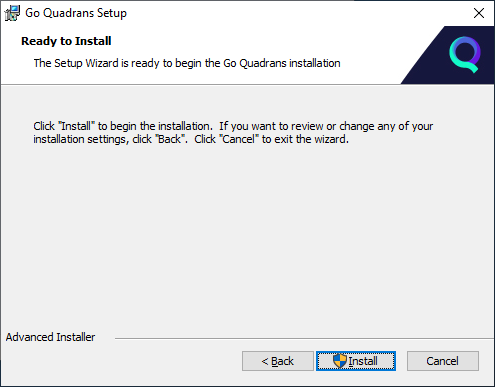 Go Quadrans Setup
Ready to Install
The Setup Wizard is ready to begin the Go Quadrans installation
Click "Install" to begin the installation.  If you want to review or change any of your
installation settings, click "Back".  Click "Cancel" to exit the wizard.
Advanced Installer
< Back
Install
Cancel